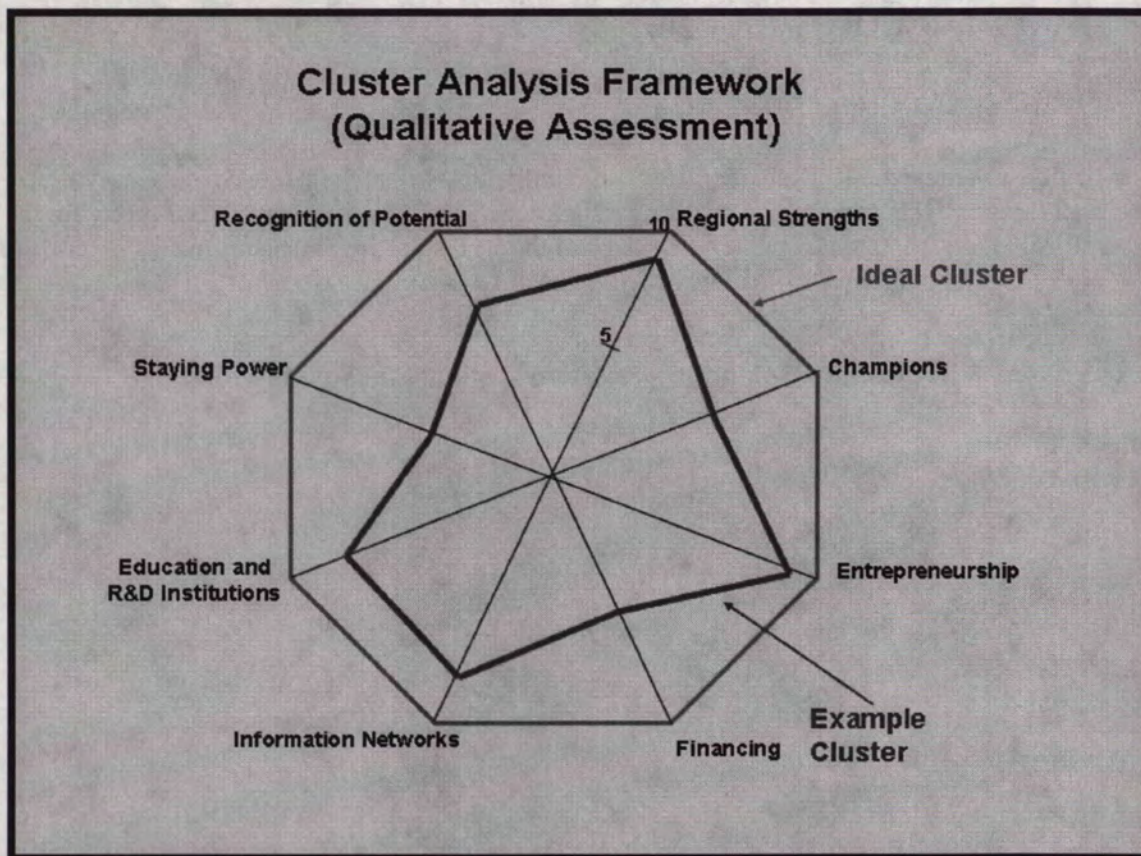 Cluster Analysis Framework
(Qualitative Assessment)
Recognition of Potential
10
Regional Strengths
Ideal Cluster
5
Staying Power
Champions
Education and
R&D Institutions
Entrepreneurship
Example
Cluster
Information Networks
Financing